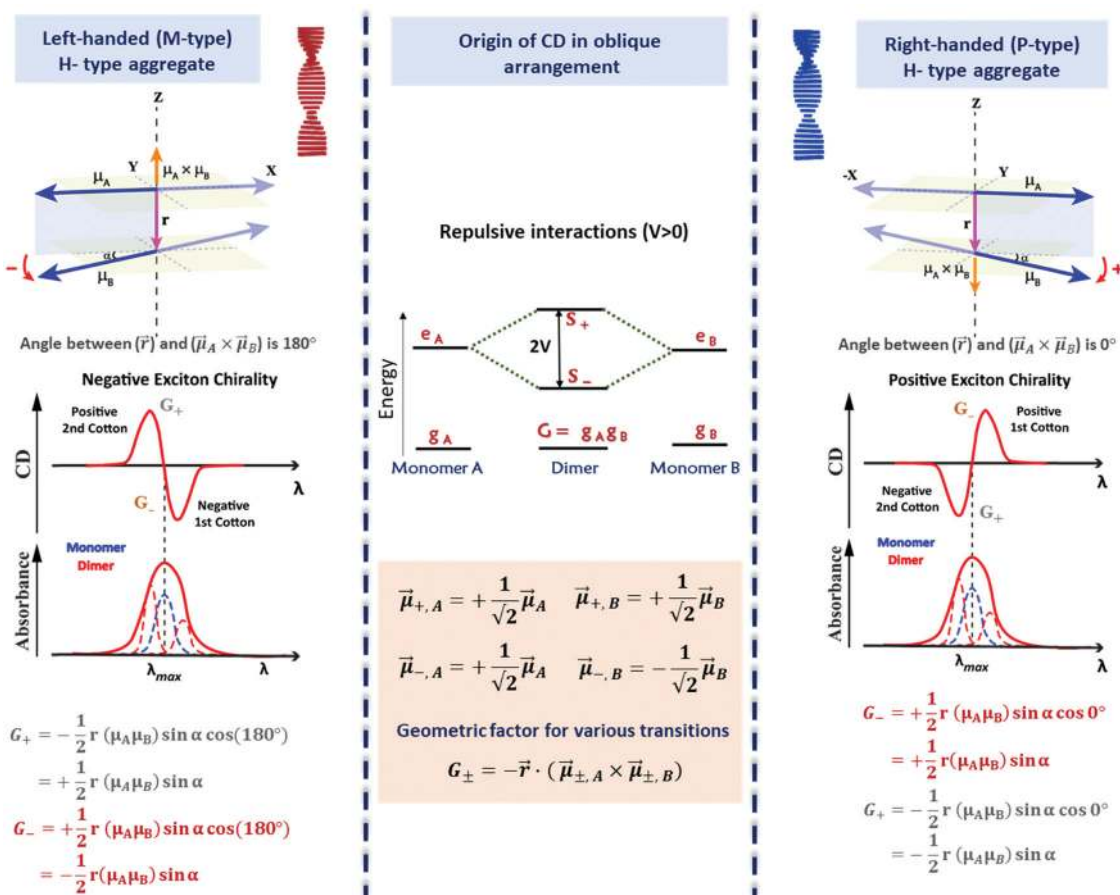 Left-handed (M-type)
H- type aggregate
Z
Y
X
μA
μA × μB
r
α
−
μB
Angle between (r⃗) and (μ⃗A × μ⃗B) is 180°
Negative Exciton Chirality
G+
Positive
2nd Cotton
CD
λ
G−
Negative
1st Cotton
Monomer
Dimer
Absorbance
λmax
λ
G+ = −1/2 r (μAμB) sin α cos(180°)
= +1/2 r (μAμB) sin α
G− = +1/2 r (μAμB) sin α cos(180°)
= −1/2 r(μAμB) sin α
Origin of CD in oblique
arrangement
Repulsive interactions (V>0)
Energy
eA
S+
2V
S−
eB
gA
G = gAgB
gB
Monomer A
Dimer
Monomer B
μ⃗+, A = +1/√2 μ⃗A μ⃗+, B = +1/√2 μ⃗B
μ⃗−, A = +1/√2 μ⃗A μ⃗−, B = −1/√2 μ⃗B
Geometric factor for various transitions
G± = −r⃗ · (μ⃗±, A × μ⃗±, B)
Right-handed (P-type)
H- type aggregate
Z
-X
Y
μA
r
α
μA × μB
μB
+
Angle between (r⃗) and (μ⃗A × μ⃗B) is 0°
Positive Exciton Chirality
G−
Positive
1st Cotton
CD
λ
Negative
2nd Cotton
G+
Monomer
Dimer
Absorbance
λmax
λ
G− = +1/2 r (μAμB) sin α cos 0°
= +1/2 r(μAμB) sin α
G+ = −1/2 r (μAμB) sin α cos 0°
= −1/2 r (μAμB) sin α